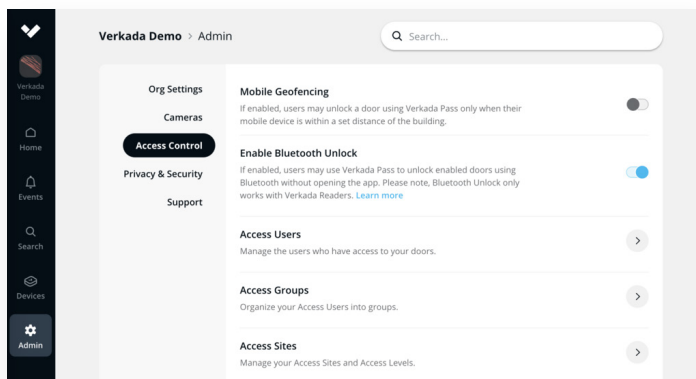 Verkada Demo > Admin
Search...
Verkada
Demo
Home
Events
Search
Devices
Admin
Org Settings
Cameras
Access Control
Privacy & Security
Support
Mobile Geofencing
If enabled, users may unlock a door using Verkada Pass only when their
mobile device is within a set distance of the building.
Enable Bluetooth Unlock
If enabled, users may use Verkada Pass to unlock enabled doors using
Bluetooth without opening the app. Please note, Bluetooth Unlock only
works with Verkada Readers. Learn more
Access Users
Manage the users who have access to your doors.
Access Groups
Organize your Access Users into groups.
Access Sites
Manage your Access Sites and Access Levels.